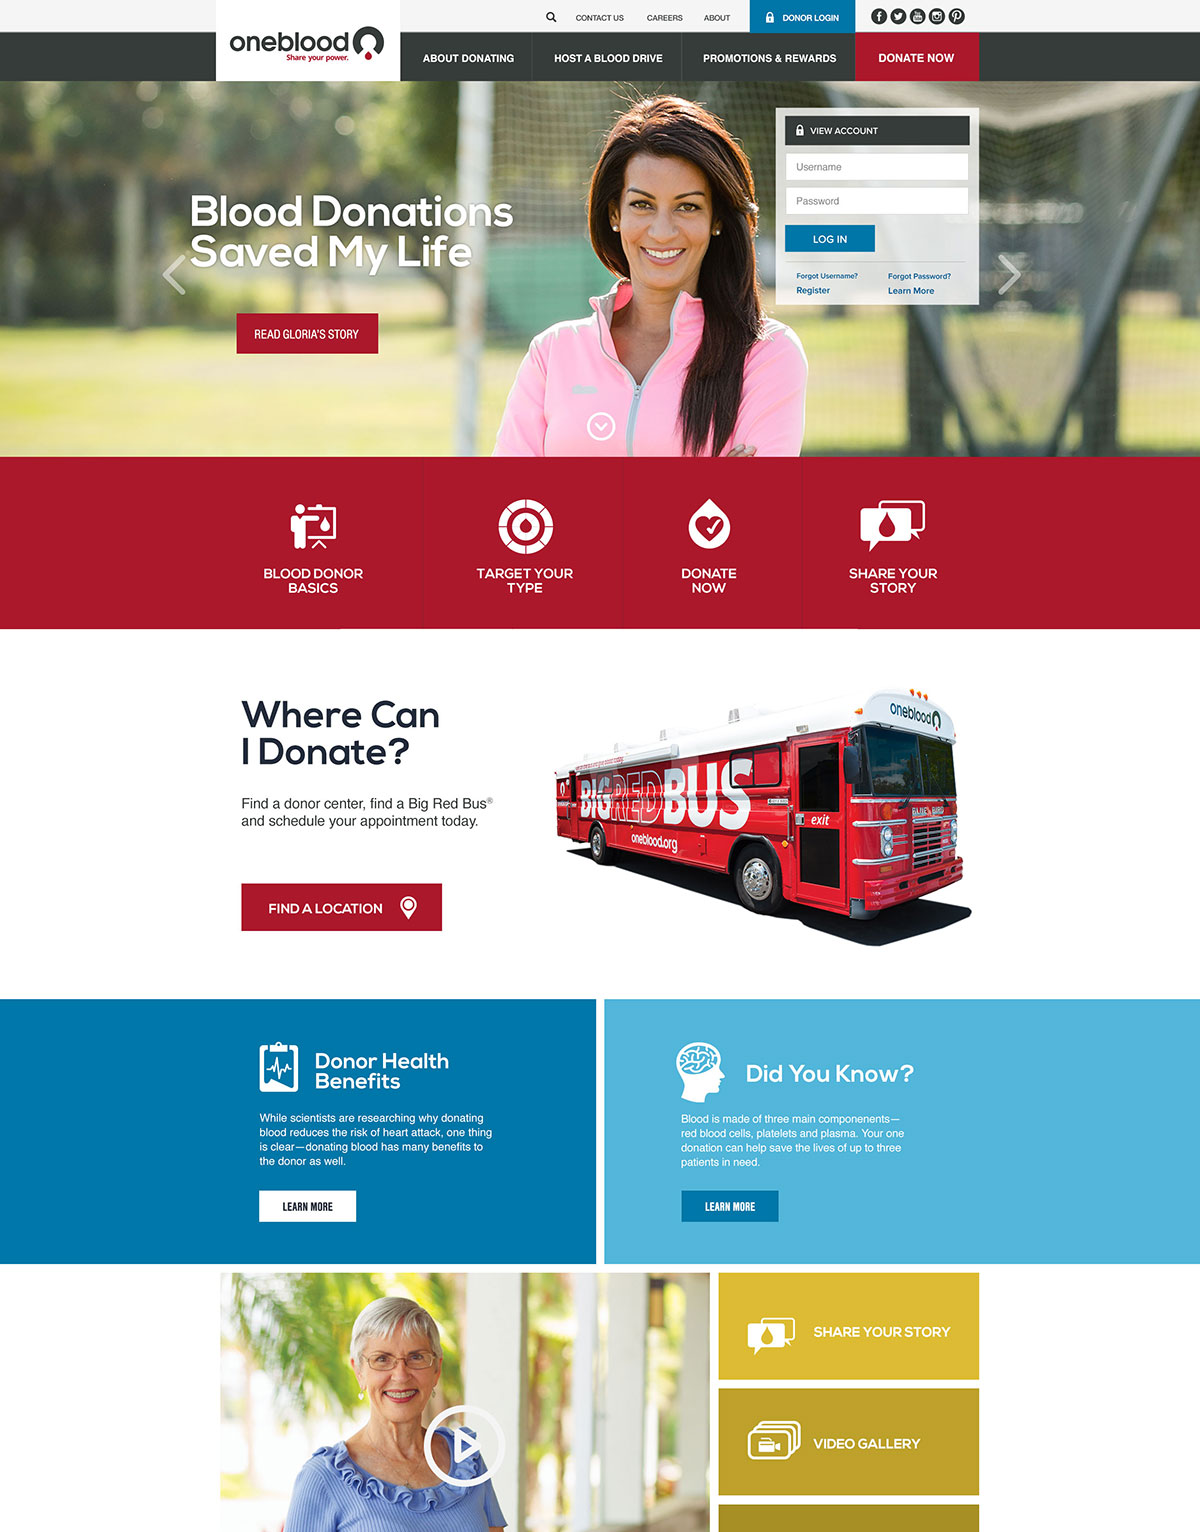 CONTACT US
CAREERS
ABOUT
DONOR LOGIN
oneblood
Share your power.
ABOUT DONATING
HOST A BLOOD DRIVE
PROMOTIONS & REWARDS
DONATE NOW
VIEW ACCOUNT
Username
Password
LOG IN
Forgot Username?
Forgot Password?
Register
Learn More
Blood Donations
Saved My Life
READ GLORIA'S STORY
BLOOD DONOR
BASICS
TARGET YOUR
TYPE
DONATE
NOW
SHARE YOUR
STORY
Where Can
I Donate?
Find a donor center, find a Big Red Bus®
and schedule your appointment today.
FIND A LOCATION
oneblood
BIGREDBUS
oneblood.org
exit
BLUE BIRD
Donor Health
Benefits
While scientists are researching why donating
blood reduces the risk of heart attack, one thing
is clear—donating blood has many benefits to
the donor as well.
LEARN MORE
Did You Know?
Blood is made of three main componenents—
red blood cells, platelets and plasma. Your one
donation can help save the lives of up to three
patients in need.
LEARN MORE
SHARE YOUR STORY
VIDEO GALLERY